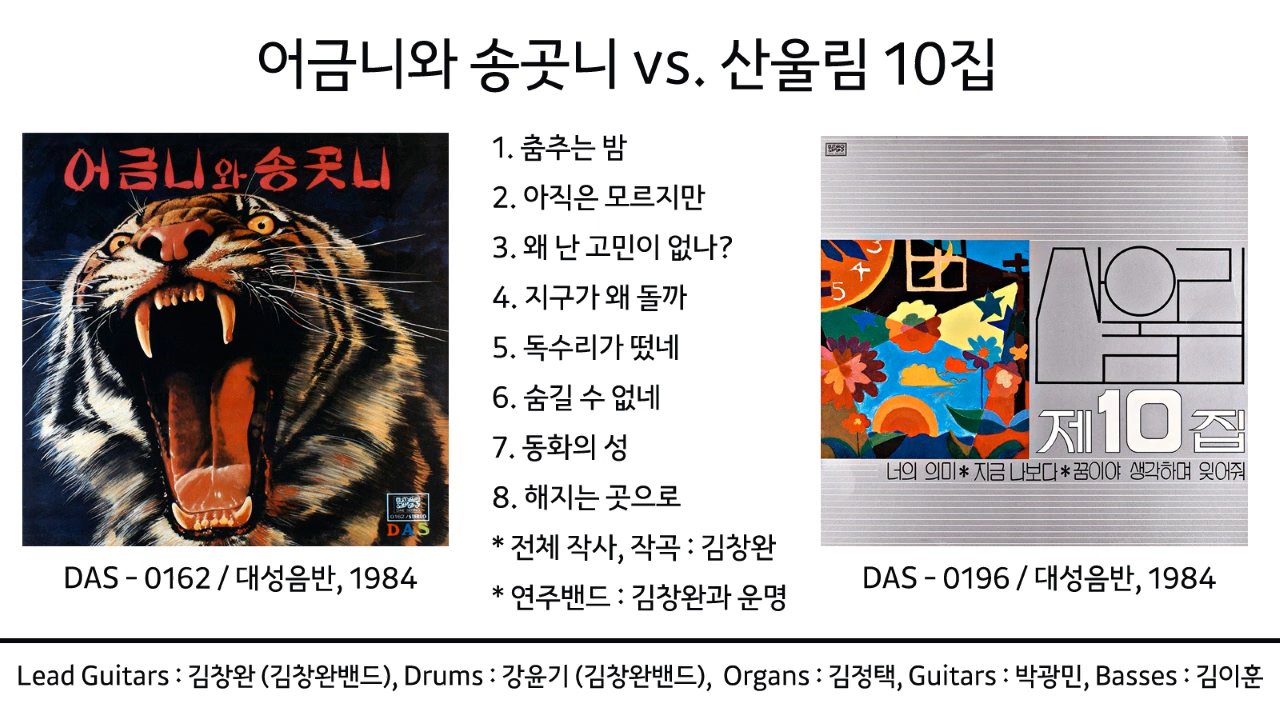 어금니와 송곳니 vs. 산울림 10집
어금니와 송곳니
DAS
DAS - 0162 / 대성음반, 1984
1. 춤추는 밤
2. 아직은 모르지만
3. 왜 난 고민이 없나?
4. 지구가 왜 돌까
5. 독수리가 떴네
6. 숨길 수 없네
7. 동화의 성
8. 해지는 곳으로
* 전체 작사, 작곡 : 김창완
* 연주밴드 : 김창완과 운명
5 4 3
산울림
제10집
너의 의미*지금 나보다*꿈이야 생각하며 잊어줘
DAS - 0196 / 대성음반, 1984
Lead Guitars : 김창완 (김창완밴드), Drums : 강윤기 (김창완밴드), Organs : 김정택, Guitars : 박광민, Basses : 김이훈